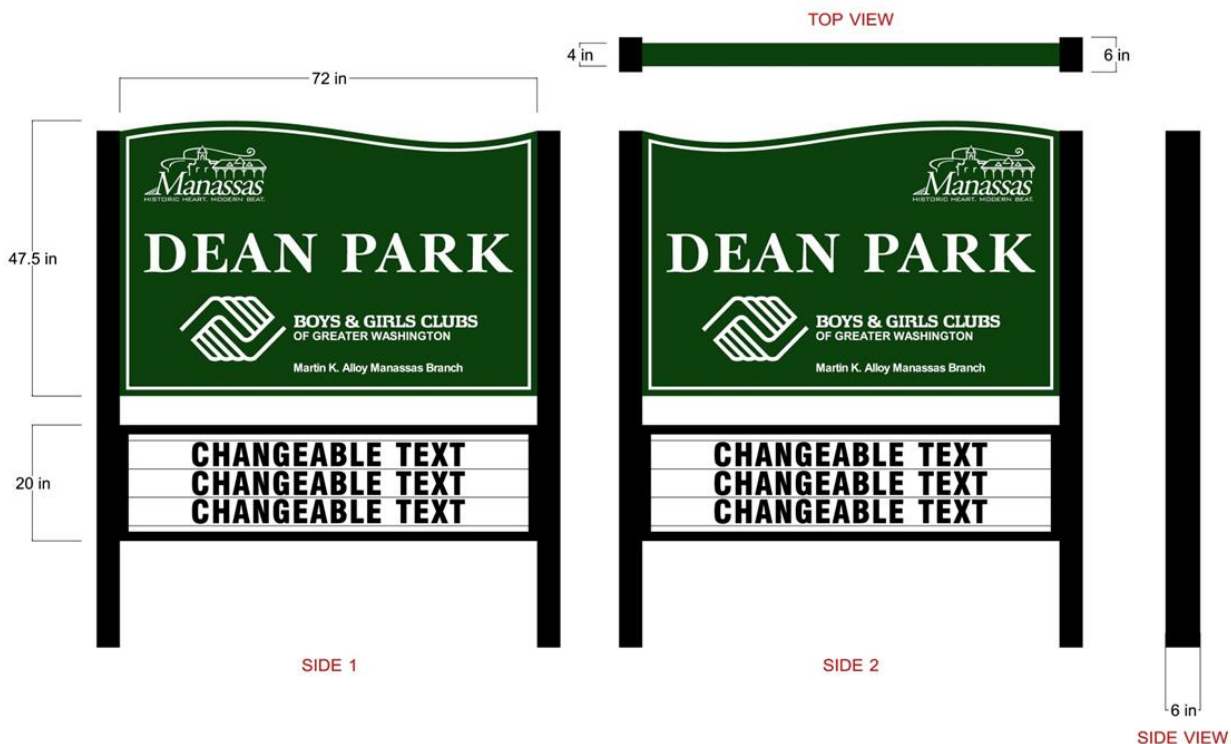 TOP VIEW
4 in
6 in
72 in
47.5 in
Manassas
HISTORIC HEART. MODERN BEAT.
DEAN PARK
BOYS & GIRLS CLUBS
OF GREATER WASHINGTON
Martin K. Alloy Manassas Branch
Manassas
HISTORIC HEART. MODERN BEAT.
DEAN PARK
BOYS & GIRLS CLUBS
OF GREATER WASHINGTON
Martin K. Alloy Manassas Branch
20 in
CHANGEABLE TEXT
CHANGEABLE TEXT
CHANGEABLE TEXT
CHANGEABLE TEXT
CHANGEABLE TEXT
CHANGEABLE TEXT
SIDE 1
SIDE 2
6 in
SIDE VIEW